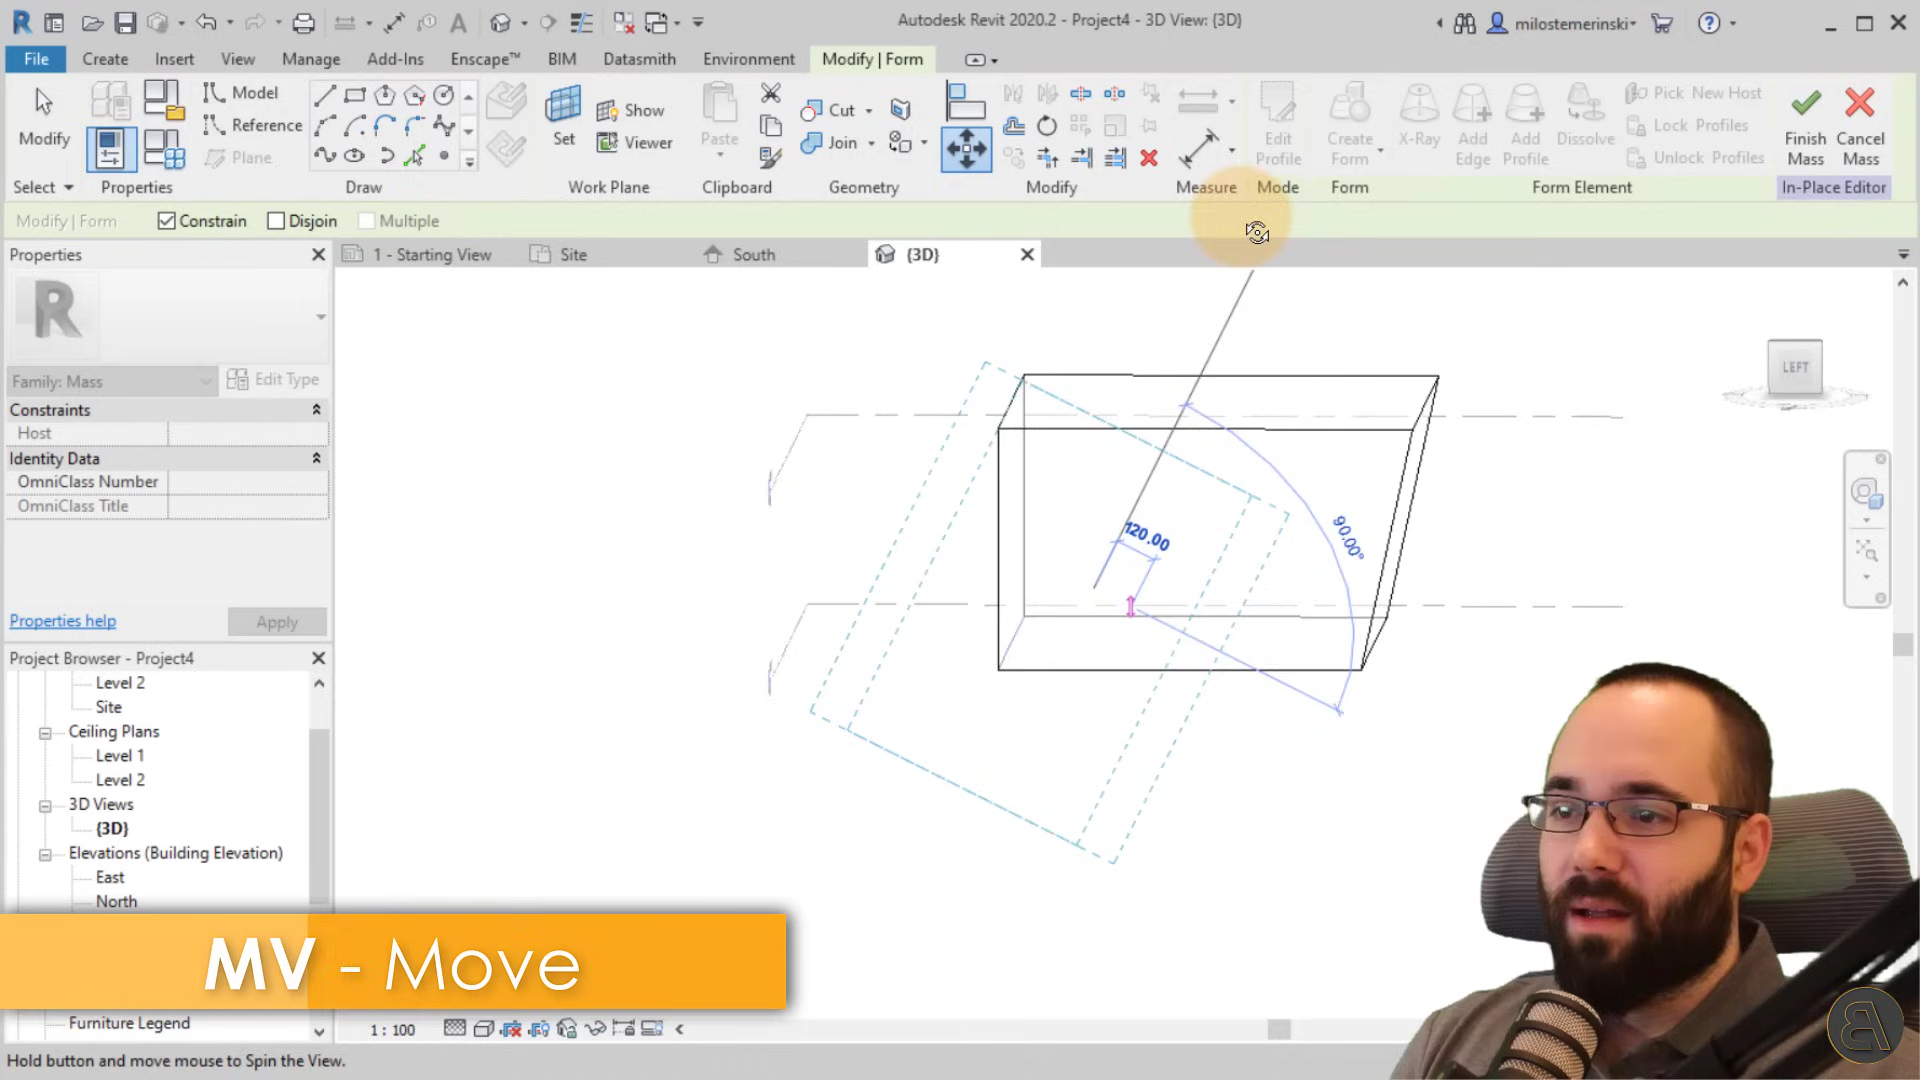 Autodesk Revit 2020.2 - Project4 - 3D View: {3D}
milostemerinski
File Create Insert View Manage Add-Ins Enscape™ BIM Datasmith Environment Modify | Form
Modify
Select
Properties
Model
Reference
Plane
Draw
Set
Show
Viewer
Work Plane
Paste
Clipboard
Cut
Join
Geometry
Modify
Measure
Edit
Profile
Mode
Create
Form
Form
X-Ray
Add
Edge
Add
Profile
Dissolve
Pick New Host
Lock Profiles
Unlock Profiles
Form Element
Finish
Mass
Cancel
Mass
In-Place Editor
Modify | Form Constrain Disjoin Multiple
Properties
1 - Starting View
Site
South
{3D}
R
Family: Mass
Edit Type
Constraints
Host
Identity Data
OmniClass Number
OmniClass Title
Properties help
Apply
Project Browser - Project4
Level 2
Site
Ceiling Plans
Level 1
Level 2
3D Views
{3D}
Elevations (Building Elevation)
East
North
Furniture Legend
LEFT
120.00
90.00°
MV - Move
1 : 100
Hold button and move mouse to Spin the View.